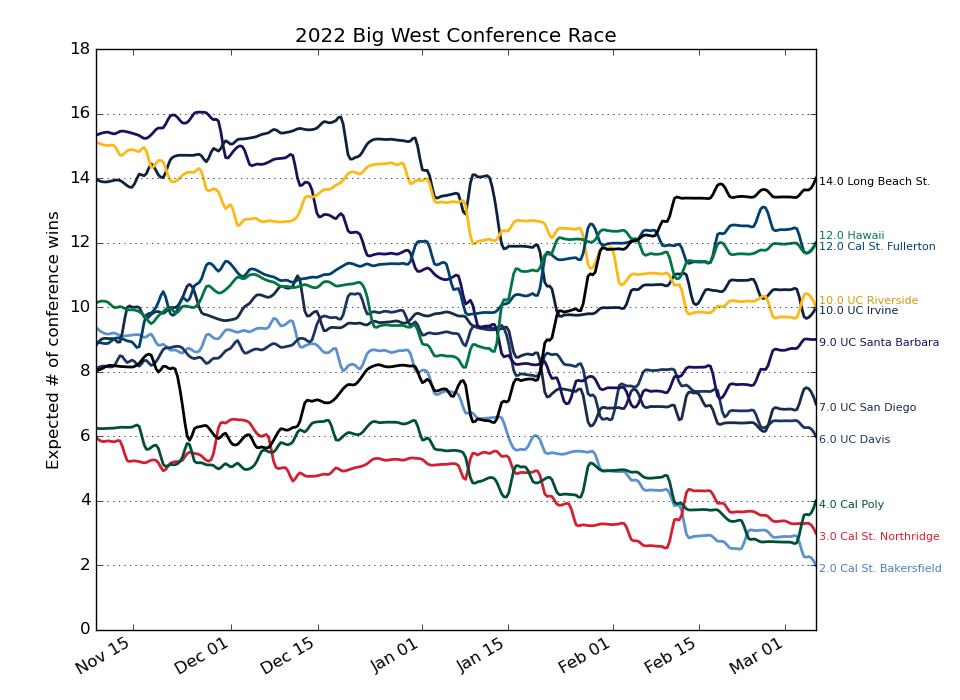 2022 Big West Conference Race
Expected # of conference wins
18
16
14
12
10
8
6
4
2
0
14.0 Long Beach St.
12.0 Hawaii
12.0 Cal St. Fullerton
10.0 UC Riverside
10.0 UC Irvine
9.0 UC Santa Barbara
7.0 UC San Diego
6.0 UC Davis
4.0 Cal Poly
3.0 Cal St. Northridge
2.0 Cal St. Bakersfield
Nov 15
Dec 01
Dec 15
Jan 01
Jan 15
Feb 01
Feb 15
Mar 01